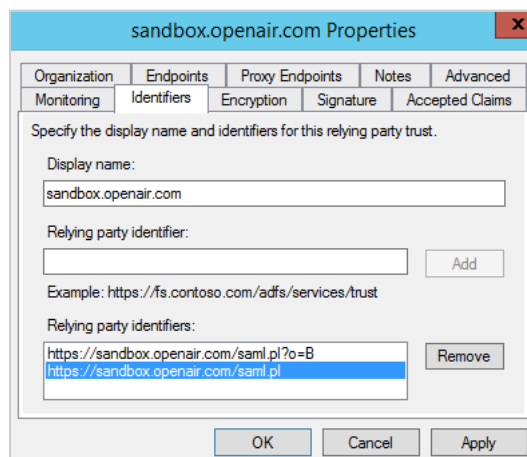 sandbox.openair.com Properties
x
Organization Endpoints Proxy Endpoints Notes Advanced
Monitoring Identifiers Encryption Signature Accepted Claims
Specify the display name and identifiers for this relying party trust.
Display name:
sandbox.openair.com
Relying party identifier:
Add
Example: https://fs.contoso.com/adfs/services/trust
Relying party identifiers:
https://sandbox.openair.com/saml.pl?o=B
https://sandbox.openair.com/saml.pl
Remove
OK Cancel Apply